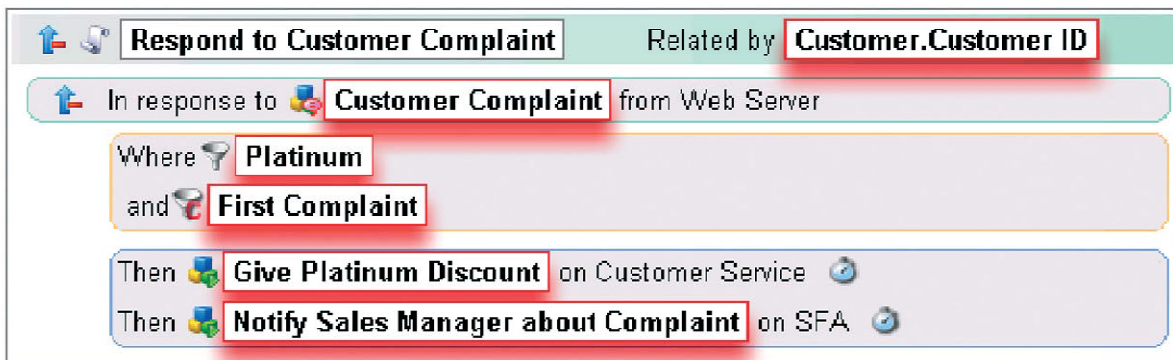 Respond to Customer Complaint Related by Customer.Customer ID
In response to Customer Complaint from Web Server
Where Platinum
and First Complaint
Then Give Platinum Discount on Customer Service
Then Notify Sales Manager about Complaint on SFA